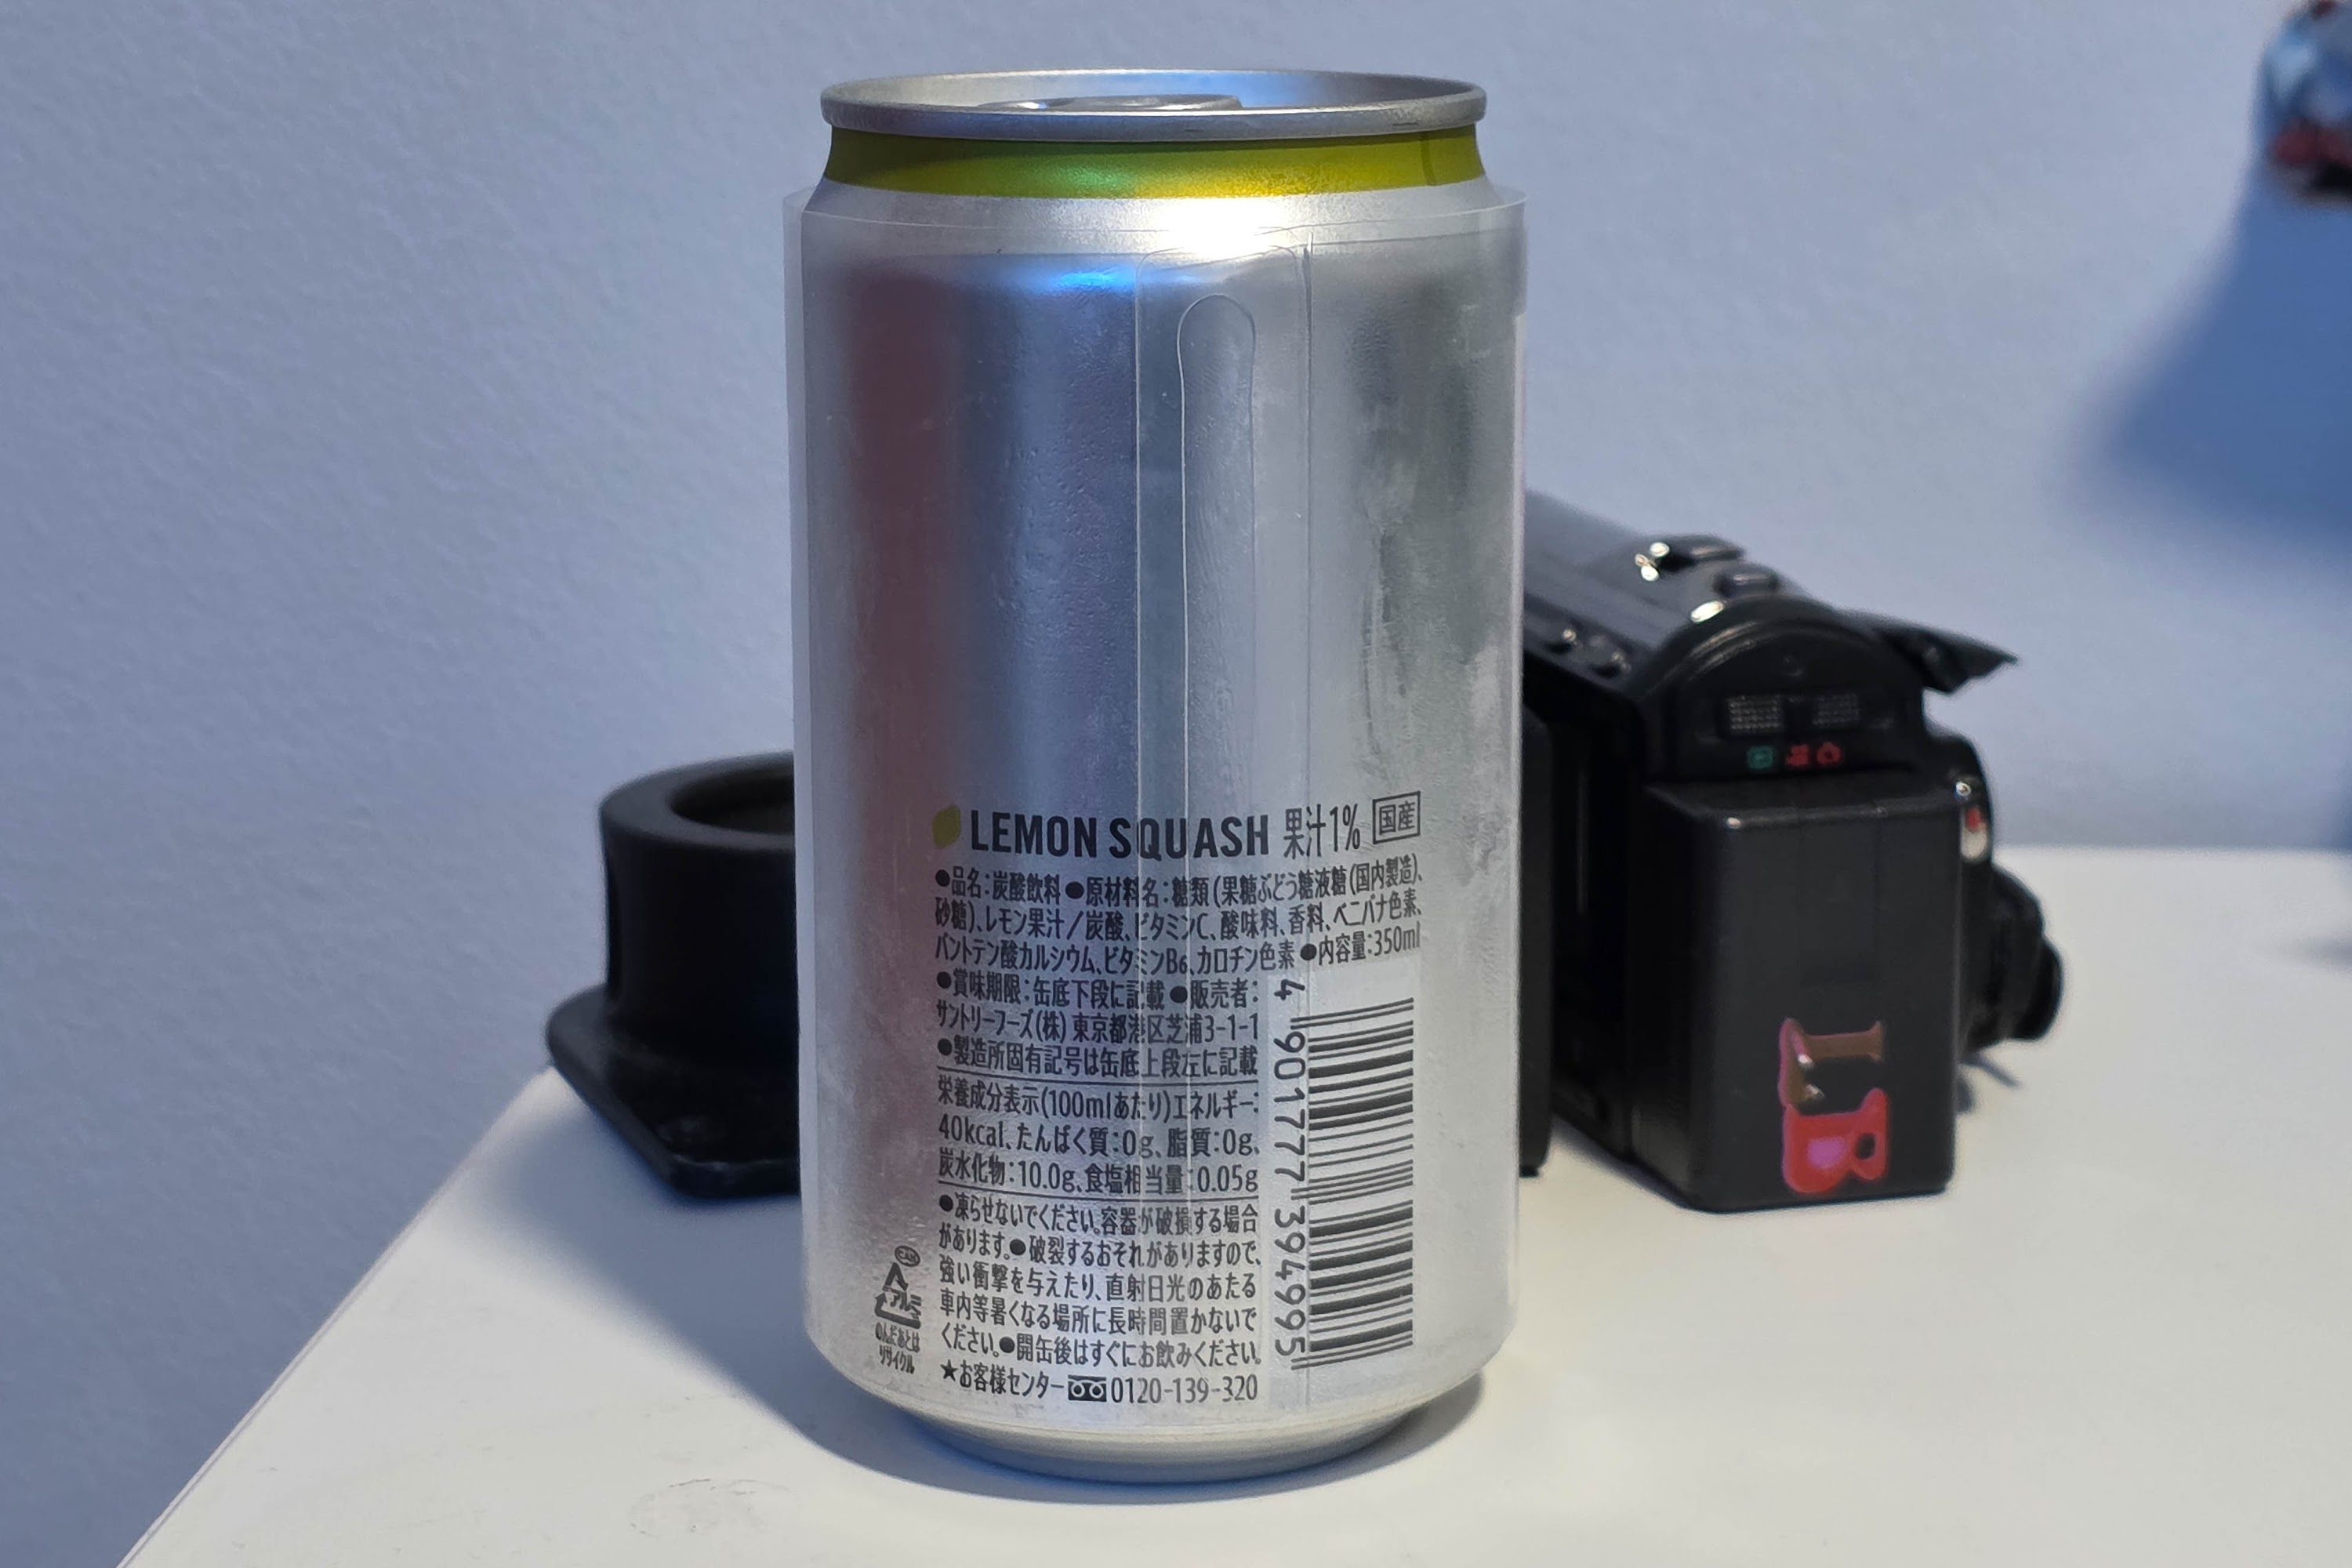 LEMON SQUASH 果汁1% 国産
●品名:炭酸飲料●原材料名:糖類(果糖ぶどう糖液糖(国内製造)、
砂糖)、レモン果汁/炭酸、ビタミンC、酸味料、香料、ベニバナ色素、
パントテン酸カルシウム、ビタミンB6、カロチン色素●内容量:350ml
●賞味期限:缶底下段に記載●販売者:
サントリーフーズ(株)東京都港区芝浦3-1-1
●製造所固有記号は缶底上段左に記載
栄養成分表示(100mlあたり)エネルギー:
40kcal、たんぱく質:0g、脂質:0g、
炭水化物:10.0g、食塩相当量:0.05g
●凍らせないでください。容器が破損する場合
があります。●破裂するおそれがありますので、
強い衝撃を与えたり、直射日光のあたる
車内等暑くなる場所に長時間置かないで
ください。●開缶後はすぐにお飲みください。
★お客様センター 0120-139-320
4 901777 394995
CAN
アルミ
のんだあとは
リサイクル
LB